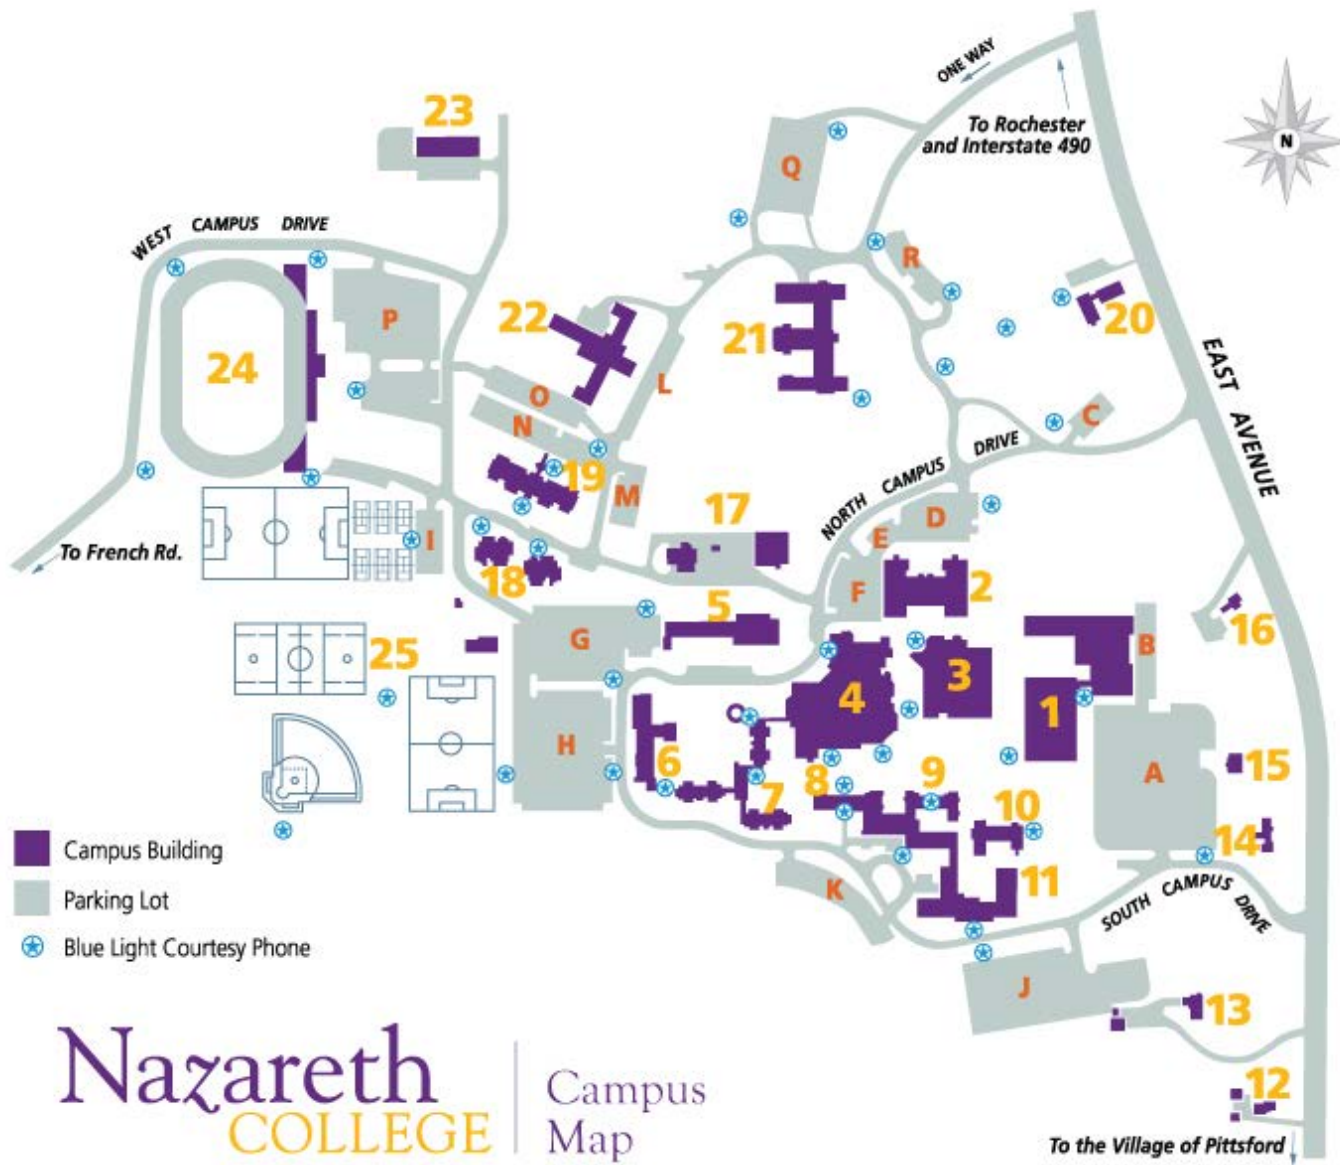 ONE WAY
To Rochester
and Interstate 490
N
23
Q
WEST CAMPUS DRIVE
R
P
22
21
20
24
L
O
C
EAST AVENUE
N
NORTH CAMPUS DRIVE
19
M
17
D
E
I
To French Rd.
18
F
2
5
16
G
B
25
3
4
1
H
6
9
15
A
7
8
10
14
Campus Building
K
11
SOUTH CAMPUS DRIVE
Parking Lot
Blue Light Courtesy Phone
J
13
Nazareth
COLLEGE
Campus
Map
12
To the Village of Pittsford